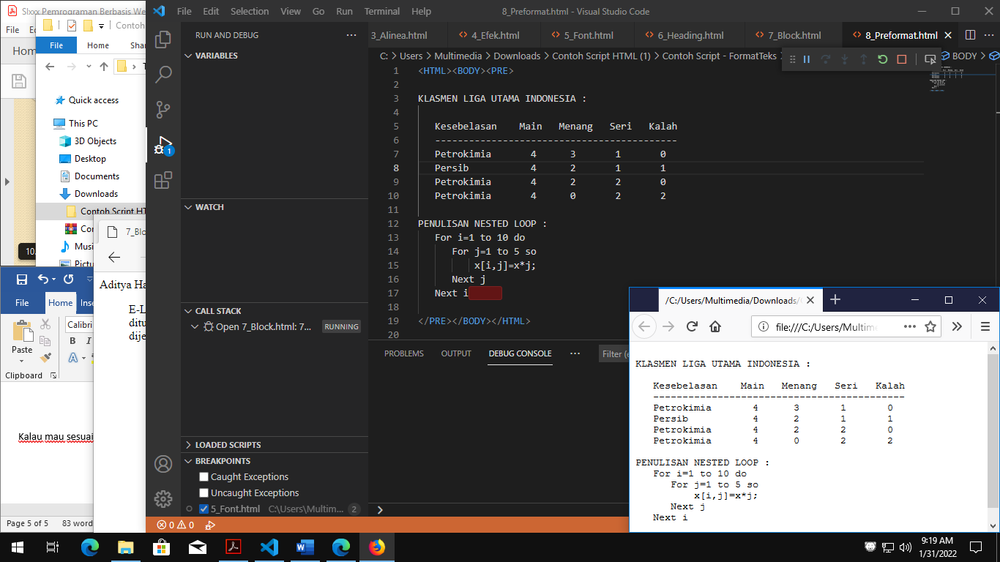 SIxxx Pemrograman Berbasis We
File
Hom
File Edit Selection View Go Run Terminal Help
8_Preformat.html - Visual Studio Code
Contoh
File Home Shar
Quick access
This PC
3D Objects
Desktop
Documents
Downloads
Contoh Script HT
Con
Musi
Pictu
10.
7_Blo
Aditya Ha
E-L
ditu
dije
RUN AND DEBUG
VARIABLES
WATCH
CALL STACK
Open 7_Block.html: 7... RUNNING
LOADED SCRIPTS
BREAKPOINTS
Caught Exceptions
Uncaught Exceptions
5_Font.html C:\Users\Multim... 2
1
3_Alinea.html 4_Efek.html 5_Font.html 6_Heading.html 7_Block.html 8_Preformat.html
C: > Users > Multimedia > Downloads > Contoh Script HTML (1) > Contoh Script - FormatTeks > BODY >
1 <HTML><BODY><PRE>
2
3 KLASMEN LIGA UTAMA INDONESIA :
4
5 Kesebelasan Main Menang Seri Kalah
6 -------------------------------------------
7 Petrokimia 4 3 1 0
8 Persib 4 2 1 1
9 Petrokimia 4 2 2 0
10 Petrokimia 4 0 2 2
11
12 PENULISAN NESTED LOOP :
13 For i=1 to 10 do
14 For j=1 to 5 so
15 x[i,j]=x*j;
16 Next j
17 Next i
18
19 </PRE></BODY></HTML>
20
PROBLEMS OUTPUT DEBUG CONSOLE ... Filter (e
0 0
File Home Inse
Calibri
Paste B I
A
Clipboard
Kalau mau sesuai
Page 5 of 5 83 word
/C:/Users/Multimedia/Downloads/
file:///C:/Users/Multime
KLASMEN LIGA UTAMA INDONESIA :
Kesebelasan Main Menang Seri Kalah
-------------------------------------------
Petrokimia 4 3 1 0
Persib 4 2 1 1
Petrokimia 4 2 2 0
Petrokimia 4 0 2 2
PENULISAN NESTED LOOP :
For i=1 to 10 do
For j=1 to 5 so
x[i,j]=x*j;
Next j
Next i
9:19 AM
1/31/2022